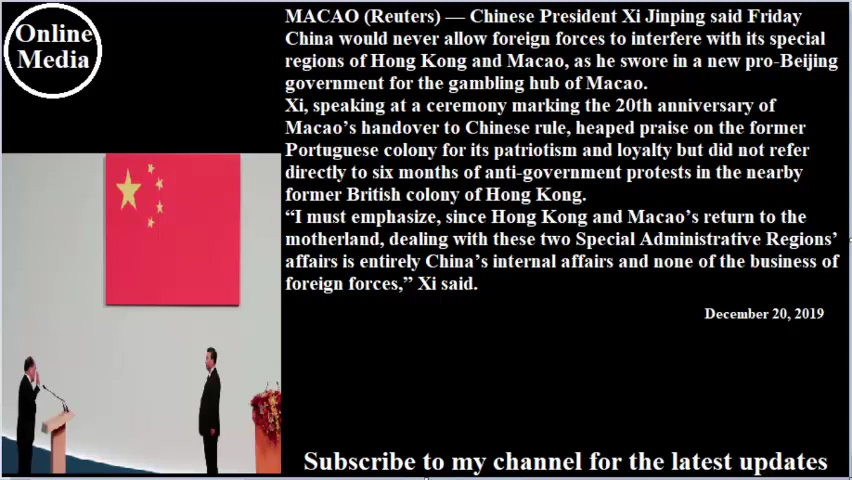 Online
Media
MACAO (Reuters) — Chinese President Xi Jinping said Friday
China would never allow foreign forces to interfere with its special
regions of Hong Kong and Macao, as he swore in a new pro-Beijing
government for the gambling hub of Macao.
Xi, speaking at a ceremony marking the 20th anniversary of
Macao’s handover to Chinese rule, heaped praise on the former
Portuguese colony for its patriotism and loyalty but did not refer
directly to six months of anti-government protests in the nearby
former British colony of Hong Kong.
“I must emphasize, since Hong Kong and Macao’s return to the
motherland, dealing with these two Special Administrative Regions’
affairs is entirely China’s internal affairs and none of the business of
foreign forces,” Xi said.
December 20, 2019
Subscribe to my channel for the latest updates